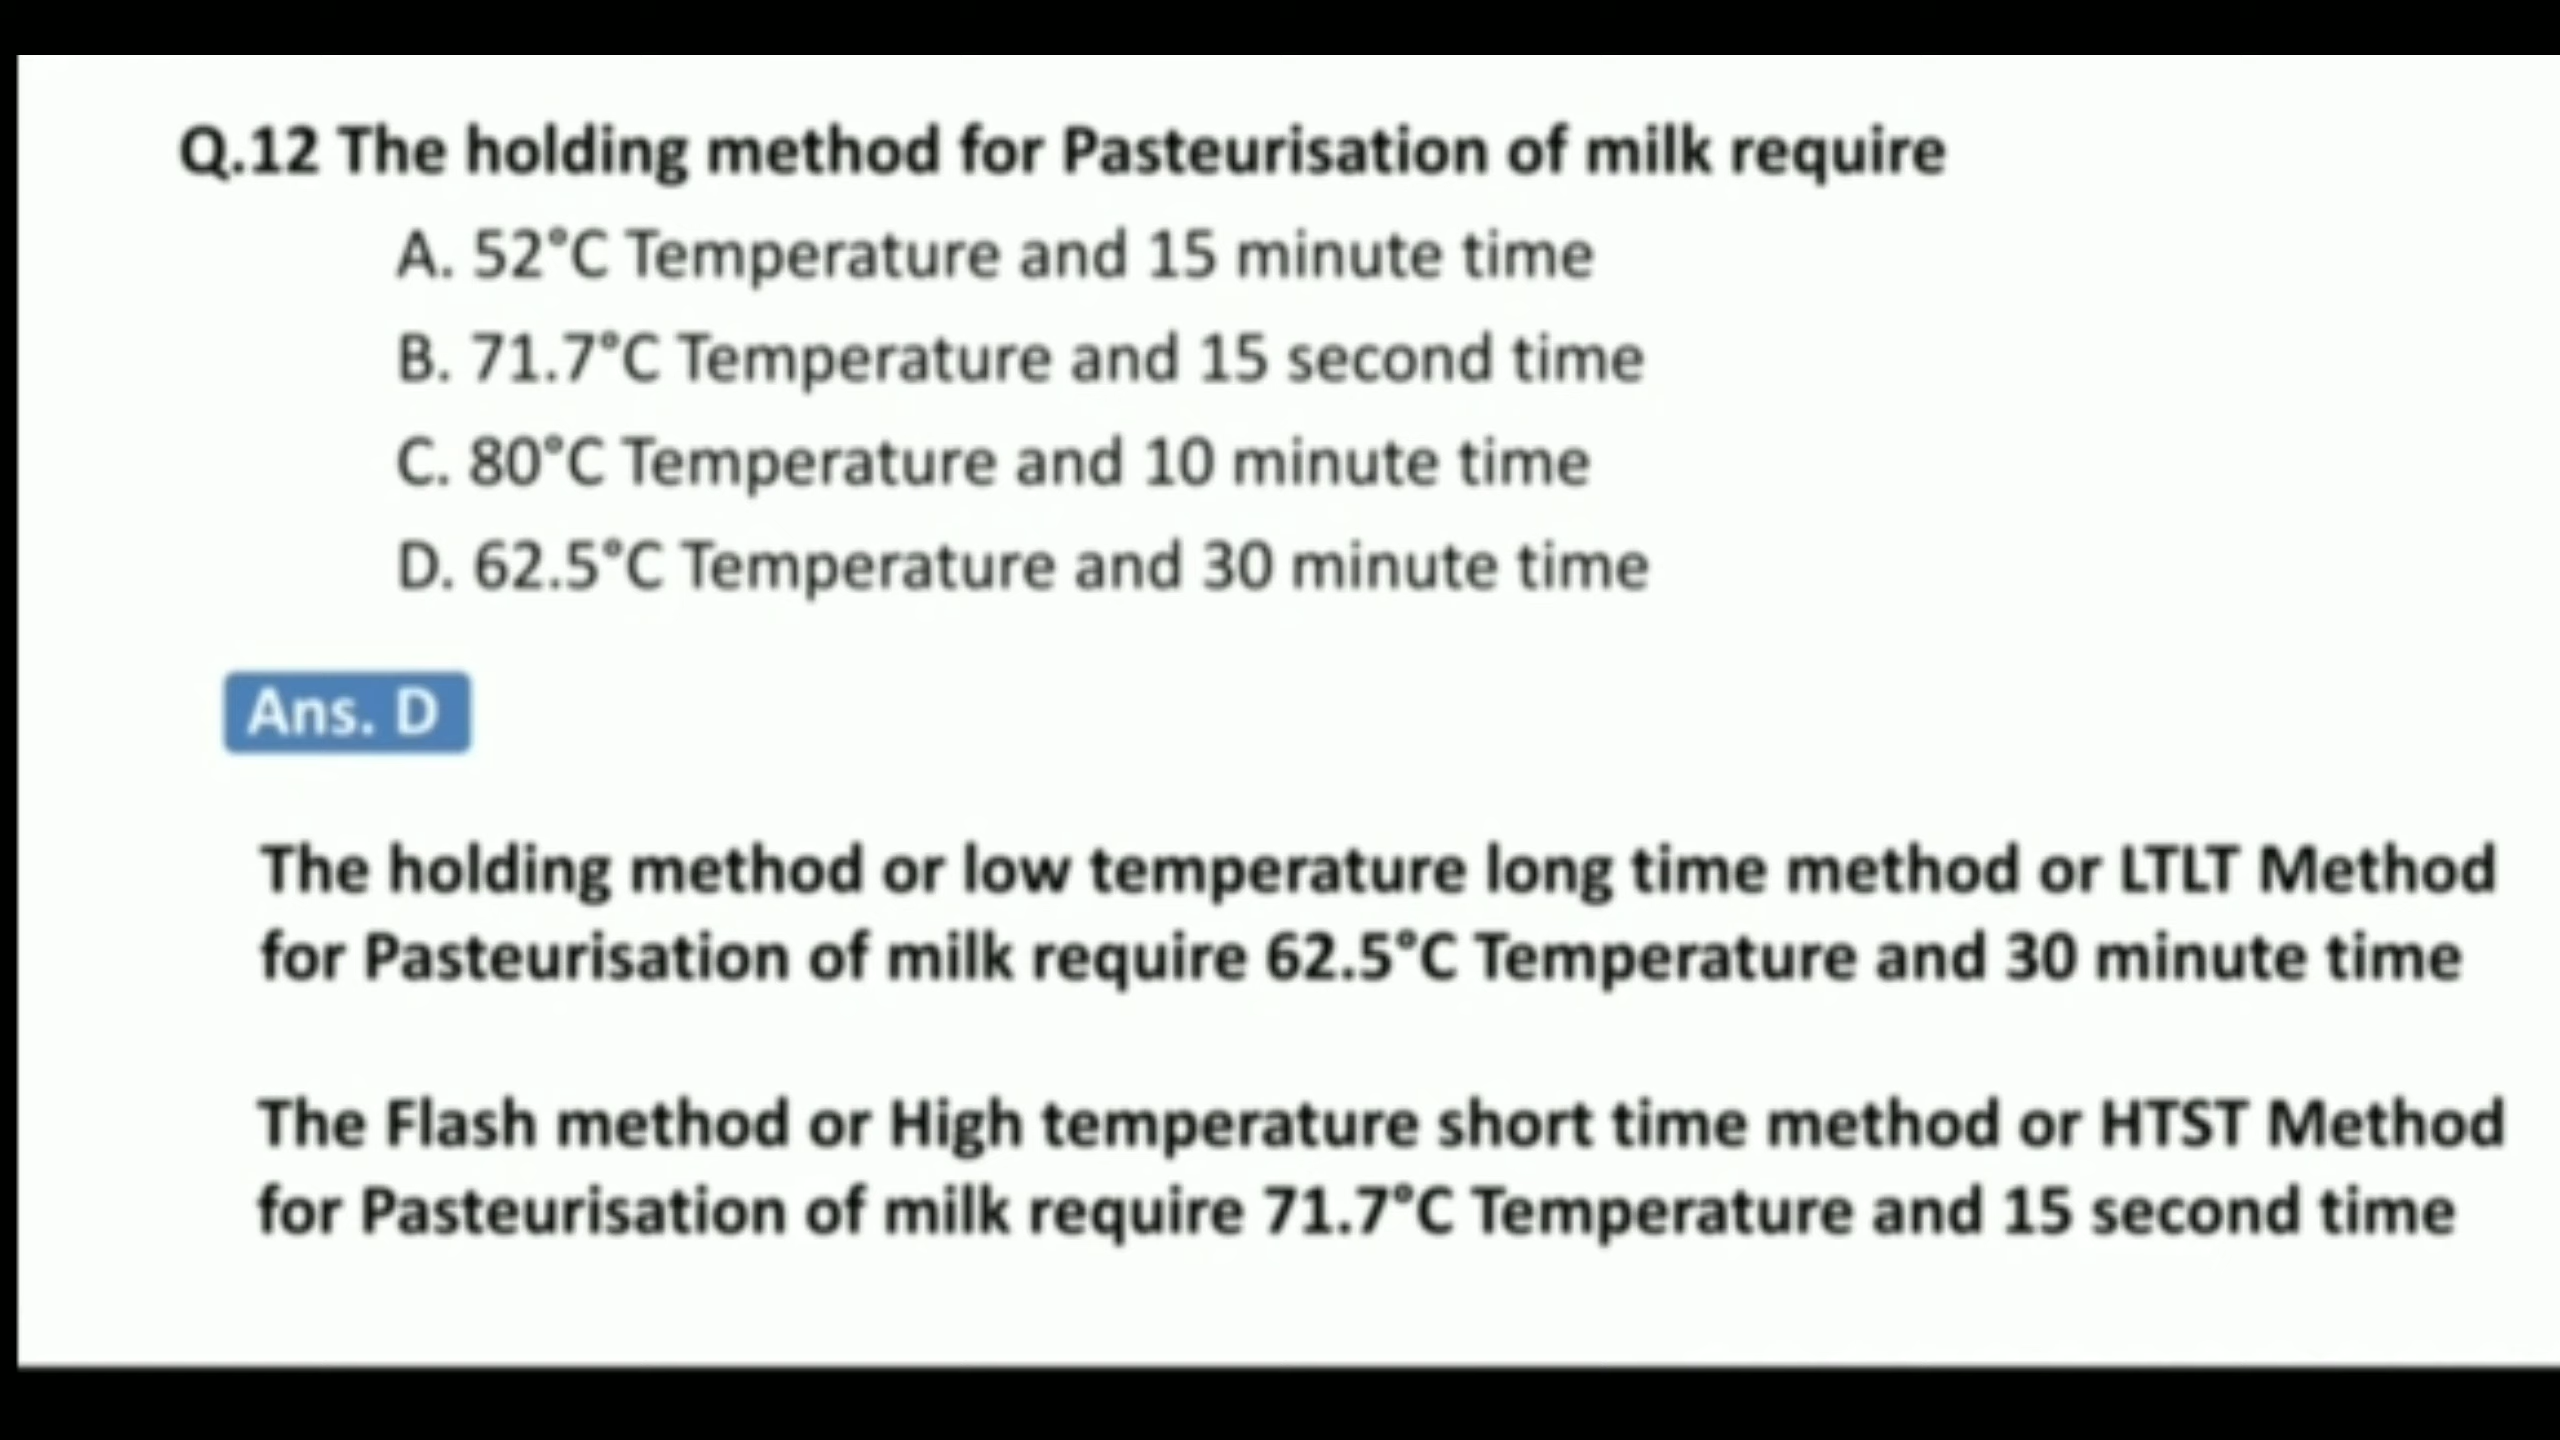 Q.12 The holding method for Pasteurisation of milk require
A. 52°C Temperature and 15 minute time
B. 71.7°C Temperature and 15 second time
C. 80°C Temperature and 10 minute time
D. 62.5°C Temperature and 30 minute time
Ans. D
The holding method or low temperature long time method or LTLT Method
for Pasteurisation of milk require 62.5°C Temperature and 30 minute time
The Flash method or High temperature short time method or HTST Method
for Pasteurisation of milk require 71.7°C Temperature and 15 second time